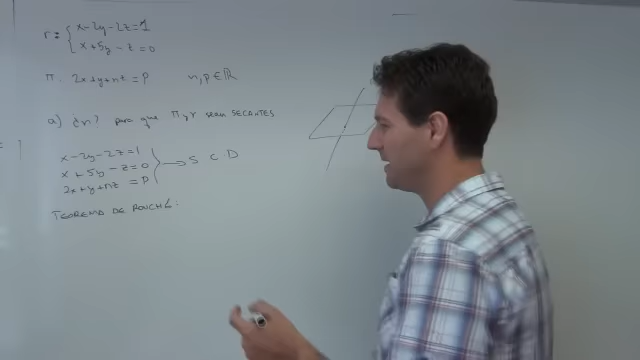 r: { x-2y-2z=1
x+5y-z=0
π. 2x+y+nz=p n,p∈ℝ
a) ¿n? para que π y r sean SECANTES
x-2y-2z=1
x+5y-z=0
2x+y+nz=p
} → S C D
TEOREMA DE ROUCHÉ: